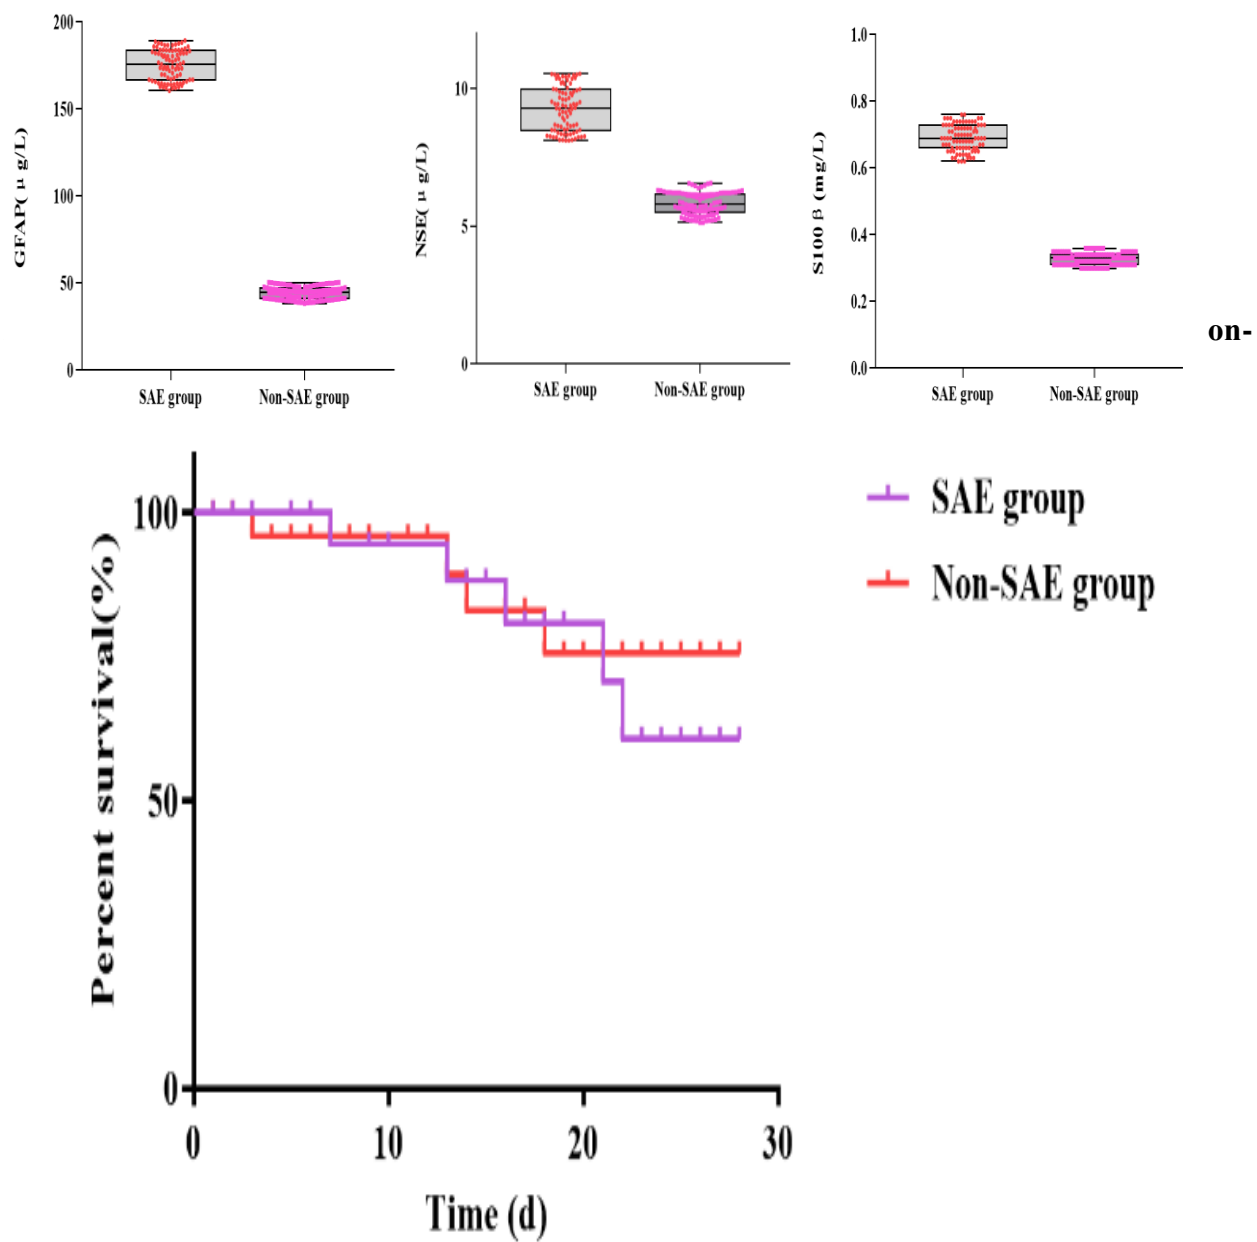 200
150
100
50
0
GFAP( μ g/L)
SAE group
Non-SAE group
10
5
0
NSE( μ g/L)
SAE group
Non-SAE group
1.0
0.8
0.6
0.4
0.2
0.0
S100 β (mg/L)
SAE group
Non-SAE group
on-
100
50
0
Percent survival(%)
0
10
20
30
Time (d)
SAE group
Non-SAE group